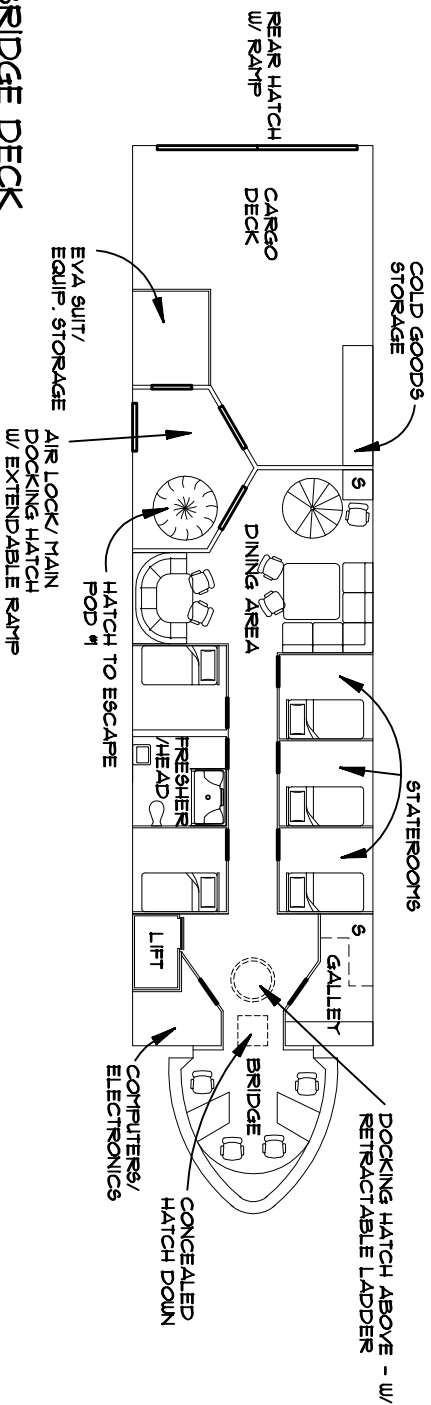 BRIDGE DECK
REAR HATCH
W/ RAMP
CARGO
DECK
COLD GOODS
STORAGE
EVA SUIT/
EQUIP. STORAGE
AIR LOCK/ MAIN
DOCKING HATCH
W/ EXTENDABLE RAMP
HATCH TO ESCAPE
POD #1
S
DINING AREA
STATEROOMS
FRESHER
/HEAD
S
GALLEY
LIFT
BRIDGE
COMPUTERS/
ELECTRONICS
CONCEALED
HATCH DOWN
DOCKING HATCH ABOVE - W/
RETRACTABLE LADDER